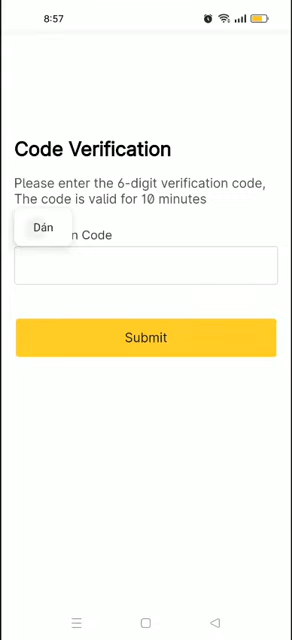 8:57
Code Verification
Please enter the 6-digit verification code,
The code is valid for 10 minutes
Dán
n Code
Submit